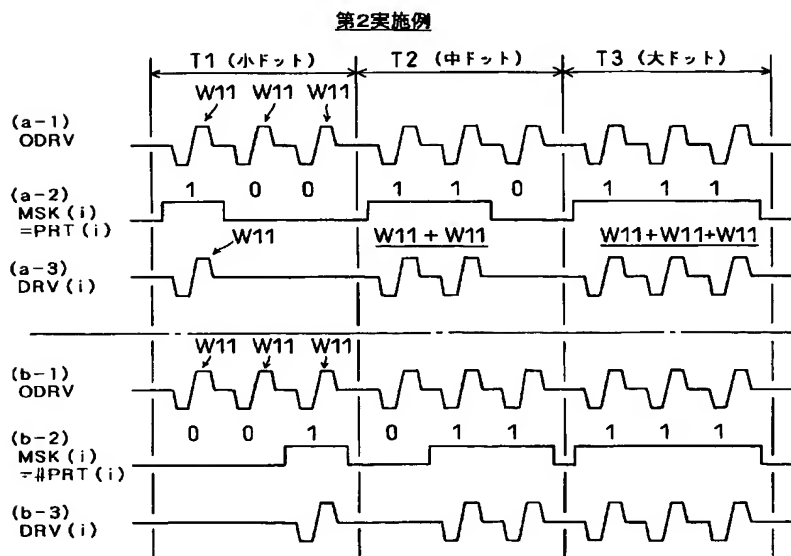 第2実施例
T1 (小ドット) T2 (中ドット) T3 (大ドット)
W11 W11 W11
(a-1)
ODRV
1 0 0 1 1 0 1 1 1
(a-2)
MSK(i)
=PRT(i)
W11 W11 + W11 W11+W11+W11
(a-3)
DRV(i)
W11 W11 W11
(b-1)
ODRV
0 0 1 0 1 1 1 1 1
(b-2)
MSK(i)
=#PRT(i)
(b-3)
DRV(i)